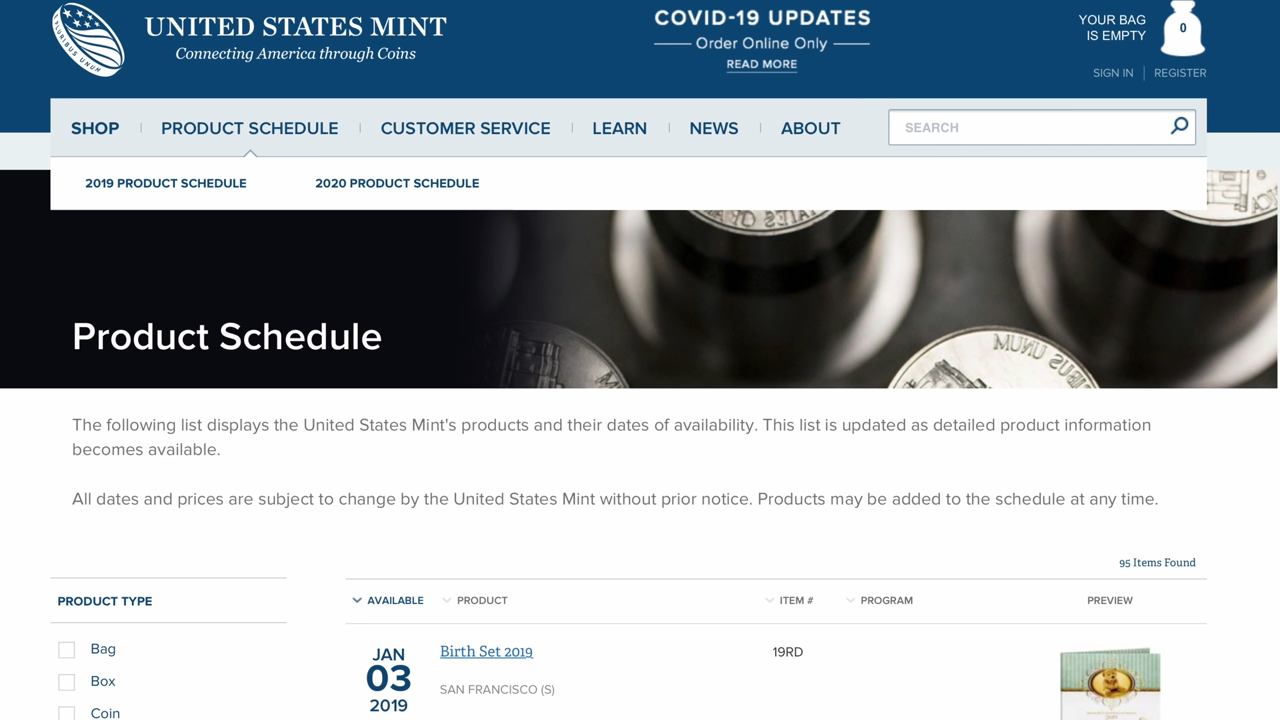 UNITED STATES MINT
Connecting America through Coins
PLURIBUS UNUM
COVID-19 UPDATES
Order Online Only
READ MORE
YOUR BAG
IS EMPTY
0
SIGN IN
REGISTER
SHOP
PRODUCT SCHEDULE
CUSTOMER SERVICE
LEARN
NEWS
ABOUT
SEARCH
2019 PRODUCT SCHEDULE
2020 PRODUCT SCHEDULE
Product Schedule
UNUM
The following list displays the United States Mint's products and their dates of availability. This list is updated as detailed product information
becomes available.
All dates and prices are subject to change by the United States Mint without prior notice. Products may be added to the schedule at any time.
95 Items Found
PRODUCT TYPE
Bag
Box
Coin
AVAILABLE
PRODUCT
ITEM #
PROGRAM
PREVIEW
JAN
03
2019
Birth Set 2019
SAN FRANCISCO (S)
19RD